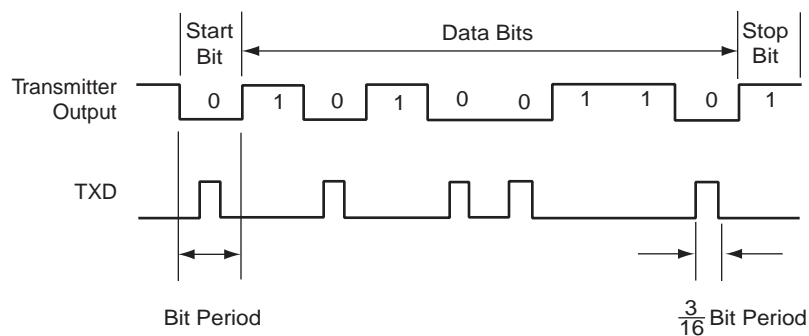 Start Bit
Data Bits
Stop Bit
Transmitter Output
0 1 0 1 0 0 1 1 0 1
TXD
Bit Period
3/16 Bit Period